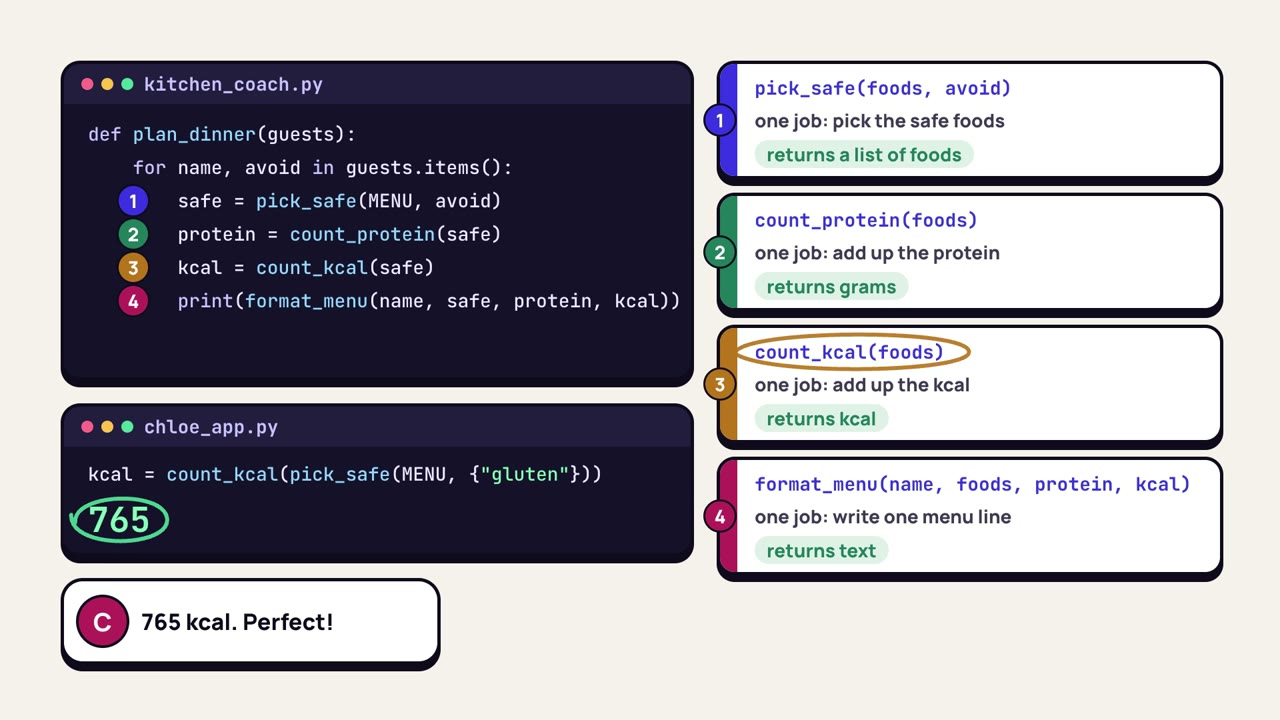 kitchen_coach.py
def plan_dinner(guests):
for name, avoid in guests.items():
1 safe = pick_safe(MENU, avoid)
2 protein = count_protein(safe)
3 kcal = count_kcal(safe)
4 print(format_menu(name, safe, protein, kcal))
chloe_app.py
kcal = count_kcal(pick_safe(MENU, {"gluten"}))
765
C 765 kcal. Perfect!
pick_safe(foods, avoid)
1 one job: pick the safe foods
returns a list of foods
count_protein(foods)
2 one job: add up the protein
returns grams
count_kcal(foods)
3 one job: add up the kcal
returns kcal
format_menu(name, foods, protein, kcal)
4 one job: write one menu line
returns text